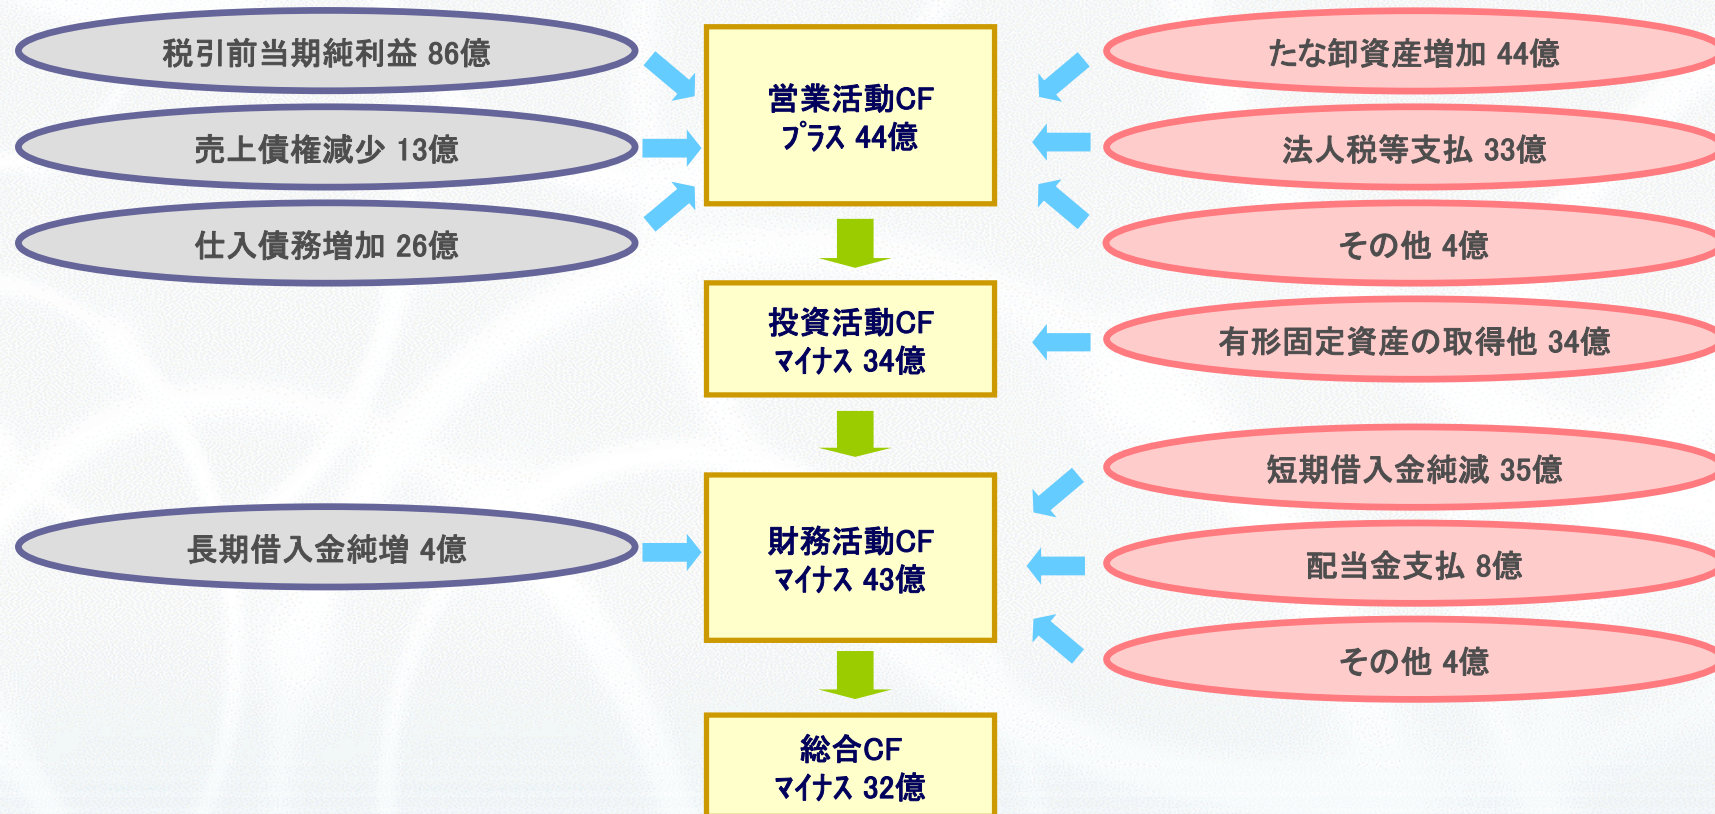 税引前当期純利益 86億
売上債権減少 13億
仕入債務増加 26億
営業活動CF
プラス 44億
たな卸資産増加 44億
法人税等支払 33億
その他 4億
投資活動CF
マイナス 34億
有形固定資産の取得他 34億
長期借入金純増 4億
財務活動CF
マイナス 43億
短期借入金純減 35億
配当金支払 8億
その他 4億
総合CF
マイナス 32億